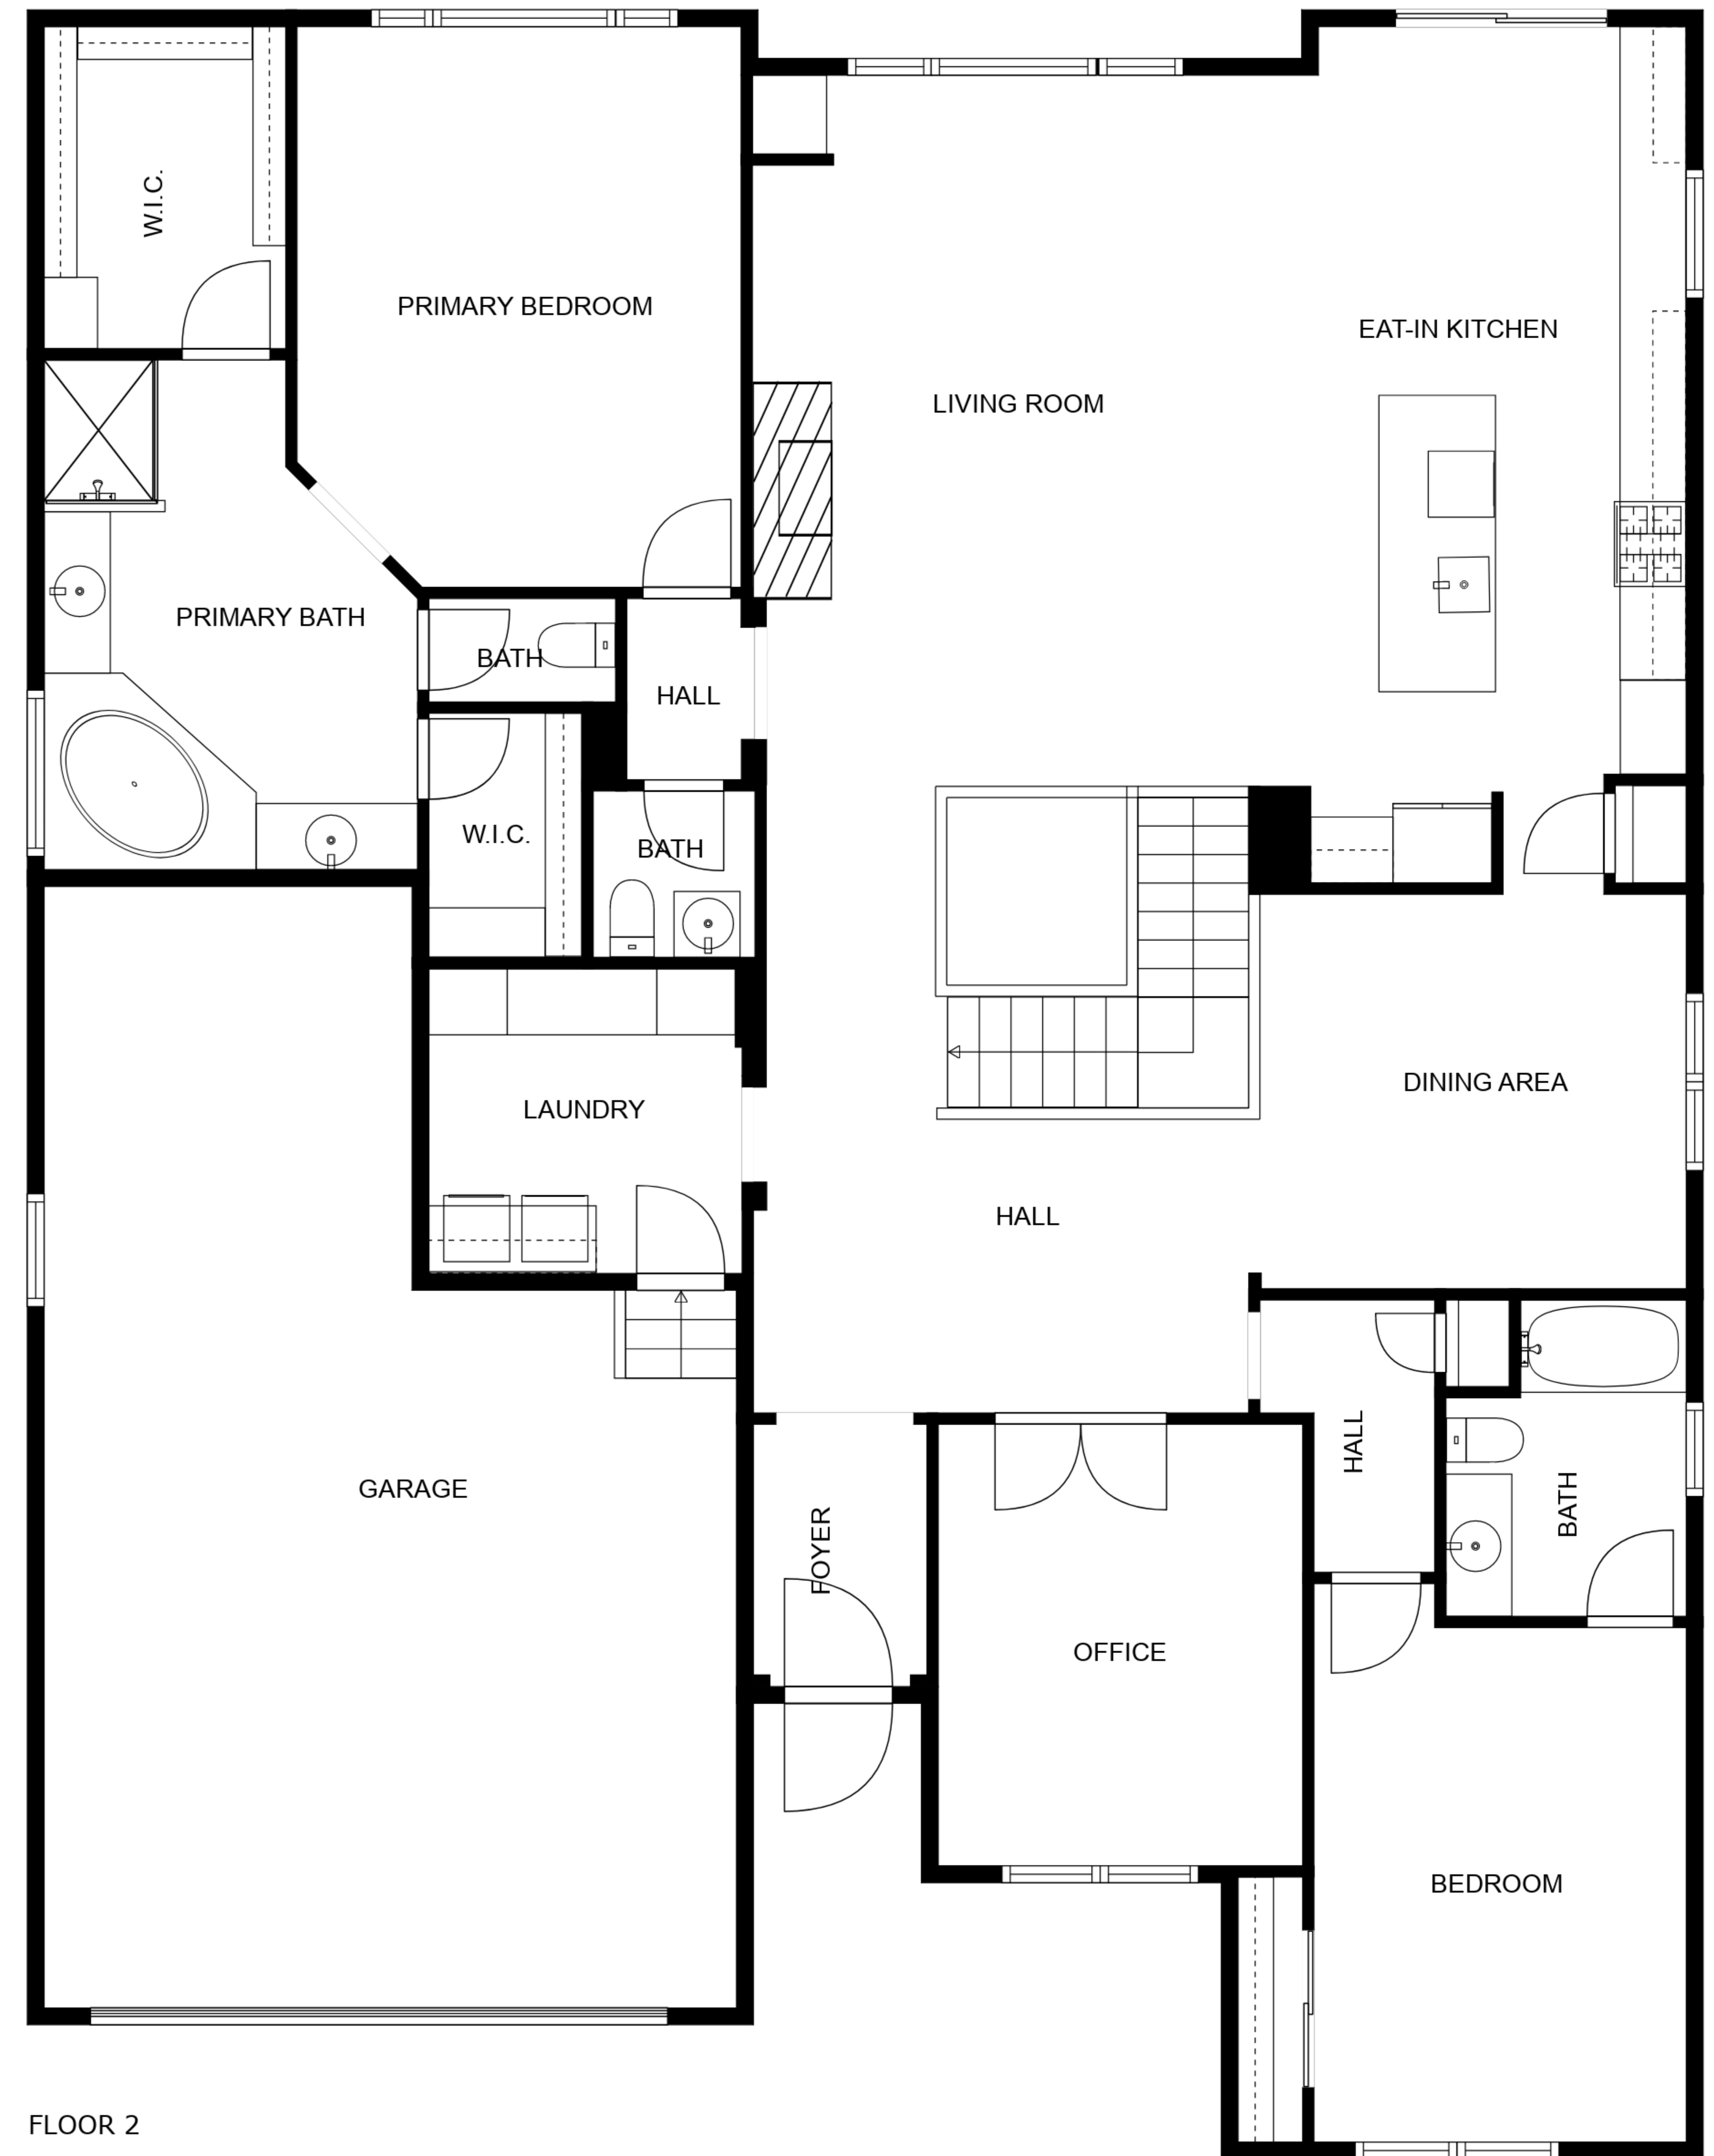 W.I.C.
PRIMARY BEDROOM
EAT-IN KITCHEN
LIVING ROOM
PRIMARY BATH
BATH
HALL
W.I.C.
BATH
DINING AREA
LAUNDRY
HALL
HALL
GARAGE
BATH
FOYER
OFFICE
BEDROOM
FLOOR 2